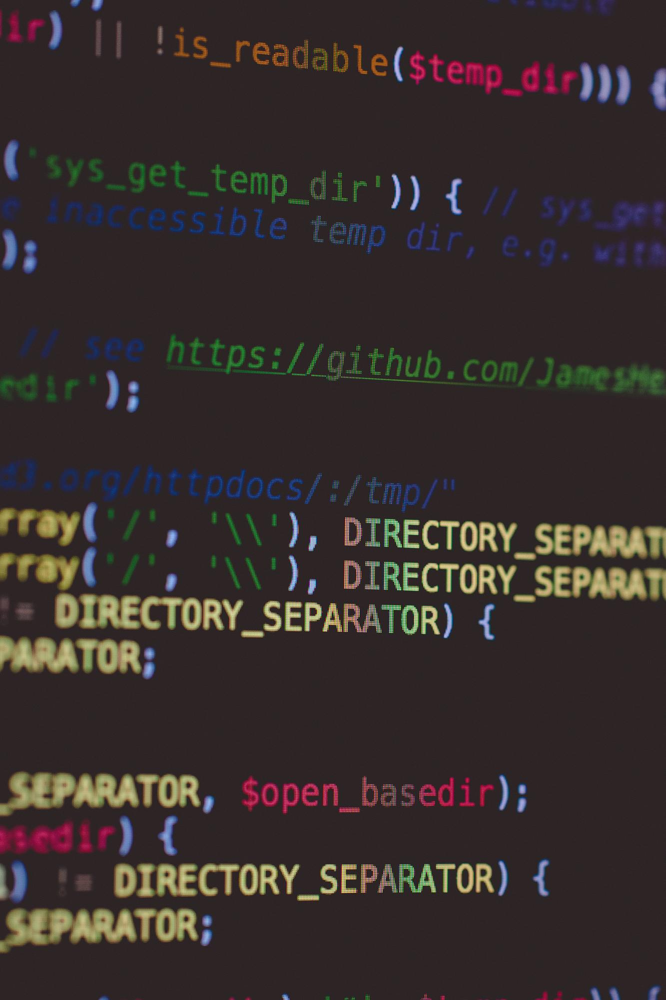 dir) || !is_readable($temp_dir))) {
('sys_get_temp_dir')) { // sys_get
e inaccessible temp dir, e.g. with
);
// see https://github.com/JamesHe
edir');
d3.org/httpdocs/:/tmp/"
rray('/', '\\'), DIRECTORY_SEPARAT
rray('/', '\\'), DIRECTORY_SEPARAT
!= DIRECTORY_SEPARATOR) {
PARATOR;
_SEPARATOR, $open_basedir);
asedir) {
) != DIRECTORY_SEPARATOR) {
_SEPARATOR;